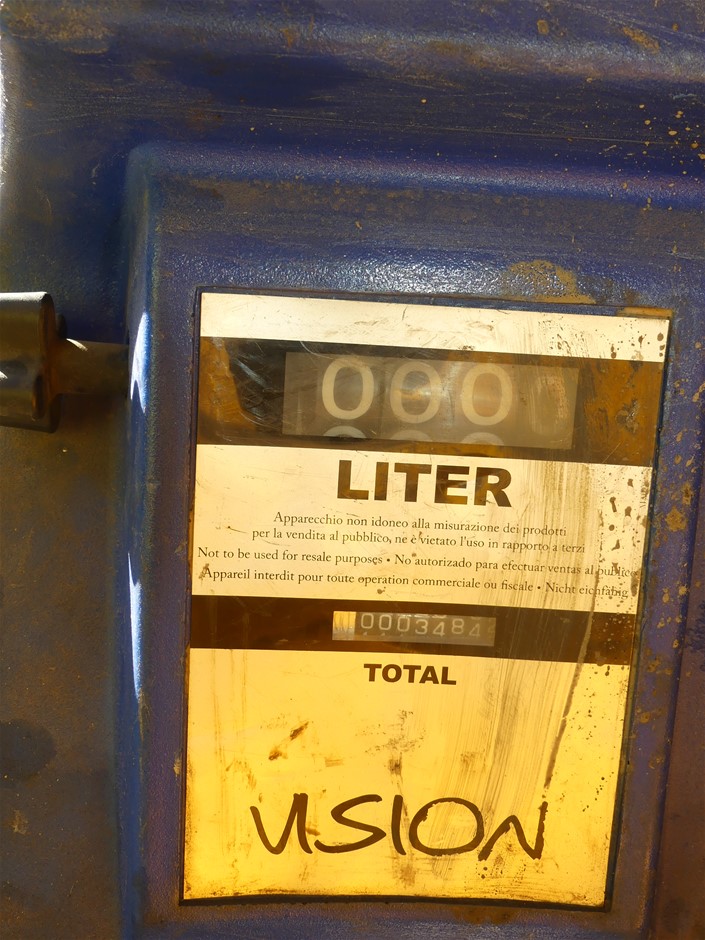 000
LITER
Apparecchio non idoneo alla misurazione dei prodotti
per la vendita al pubblico, ne è vietato l'uso in rapporto a terzi
Not to be used for resale purposes • No autorizado para efectuar ventas al publico
Appareil interdit pour toute operation commerciale ou fiscale • Nicht eichfähig
0003484
TOTAL
VISION